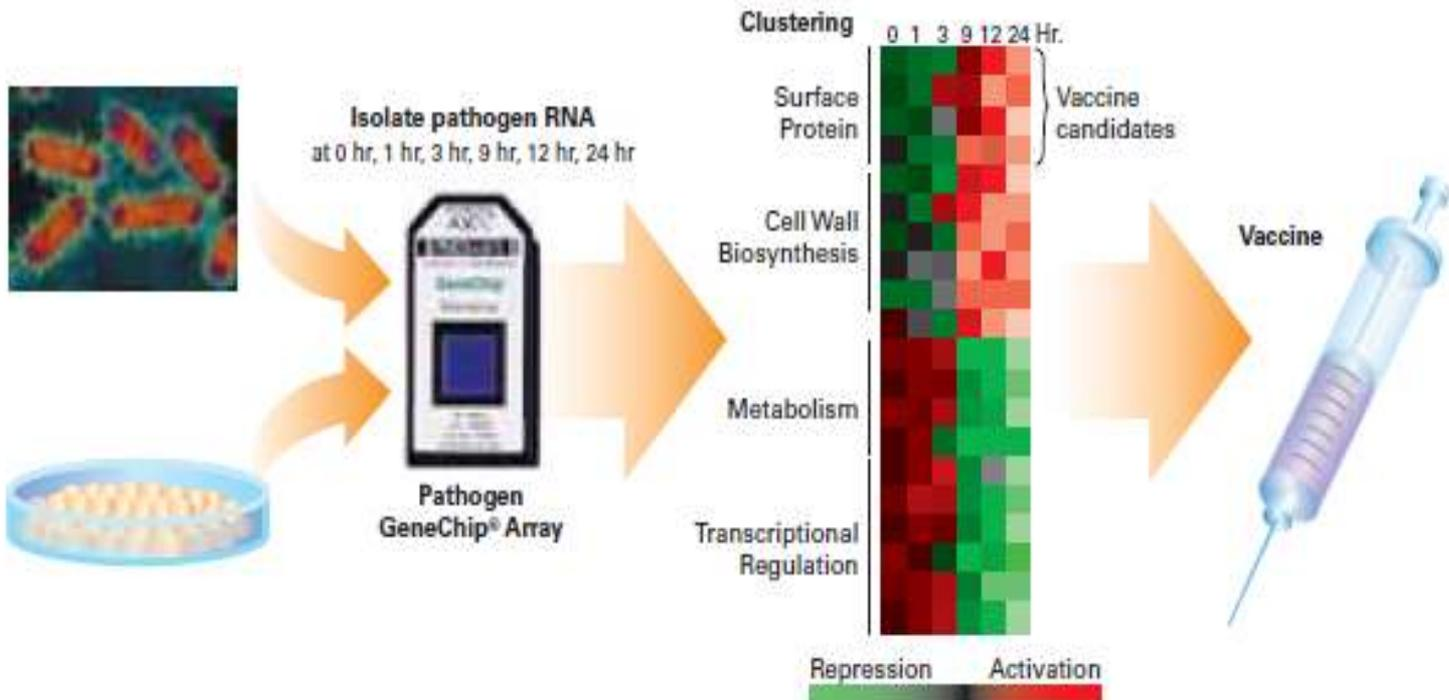 Isolate pathogen RNA
at 0 hr, 1 hr, 3 hr, 9 hr, 12 hr, 24 hr
GeneChip
Pathogen
GeneChip® Array
Clustering
0 1 3 9 12 24 Hr.
Surface
Protein
Vaccine
candidates
Cell Wall
Biosynthesis
Metabolism
Transcriptional
Regulation
Repression Activation
Vaccine